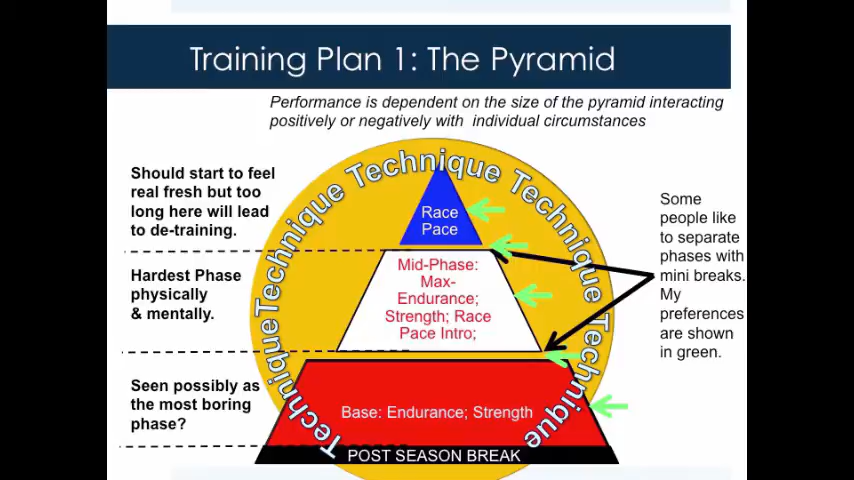 Training Plan 1: The Pyramid
Performance is dependent on the size of the pyramid interacting
positively or negatively with individual circumstances
Technique Technique Technique Technique Technique Technique
Should start to feel
real fresh but too
long here will lead
to de-training.
Race
Pace
Some
people like
to separate
phases with
mini breaks.
My
preferences
are shown
in green.
Hardest Phase
physically
& mentally.
Mid-Phase:
Max-
Endurance;
Strength; Race
Pace Intro;
Seen possibly as
the most boring
phase?
Base: Endurance; Strength
POST SEASON BREAK